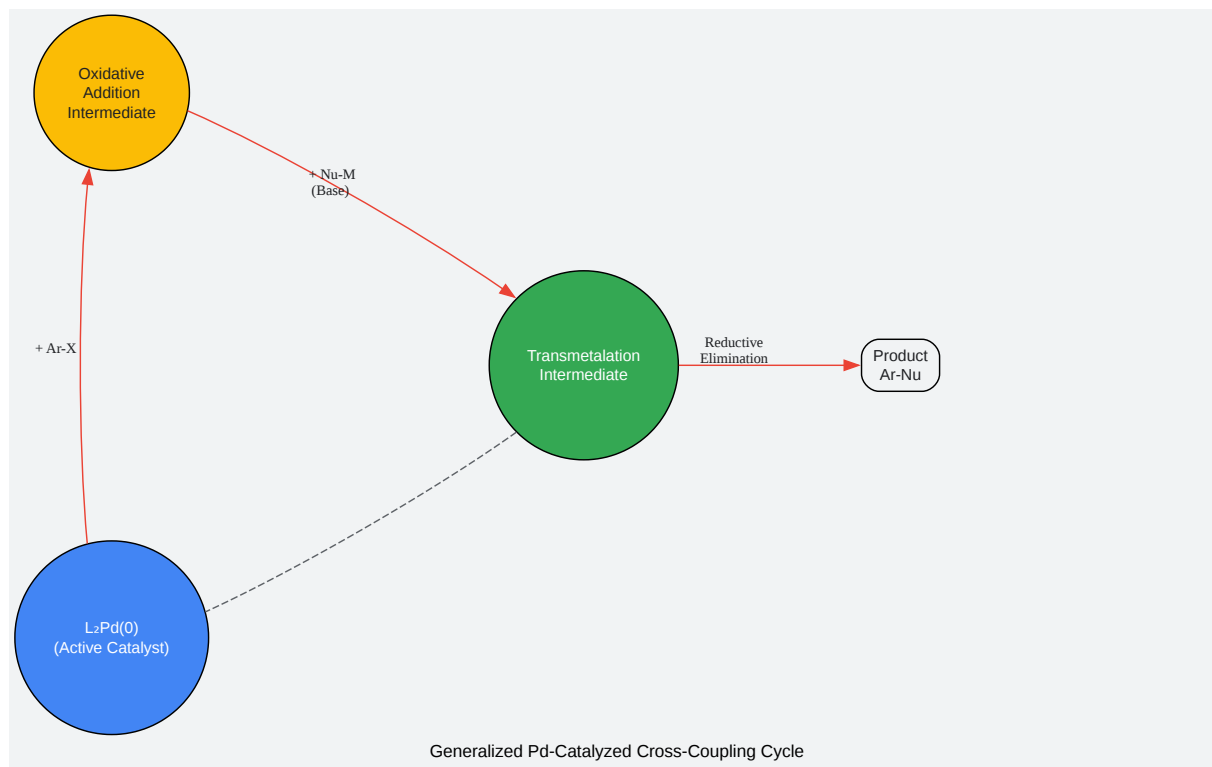 Oxidative
Addition
Intermediate
+ Nu-M
(Base)
Transmetalation
Intermediate
Reductive
Elimination
Product
Ar-Nu
+ Ar-X
L₂Pd(0)
(Active Catalyst)
Generalized Pd-Catalyzed Cross-Coupling Cycle